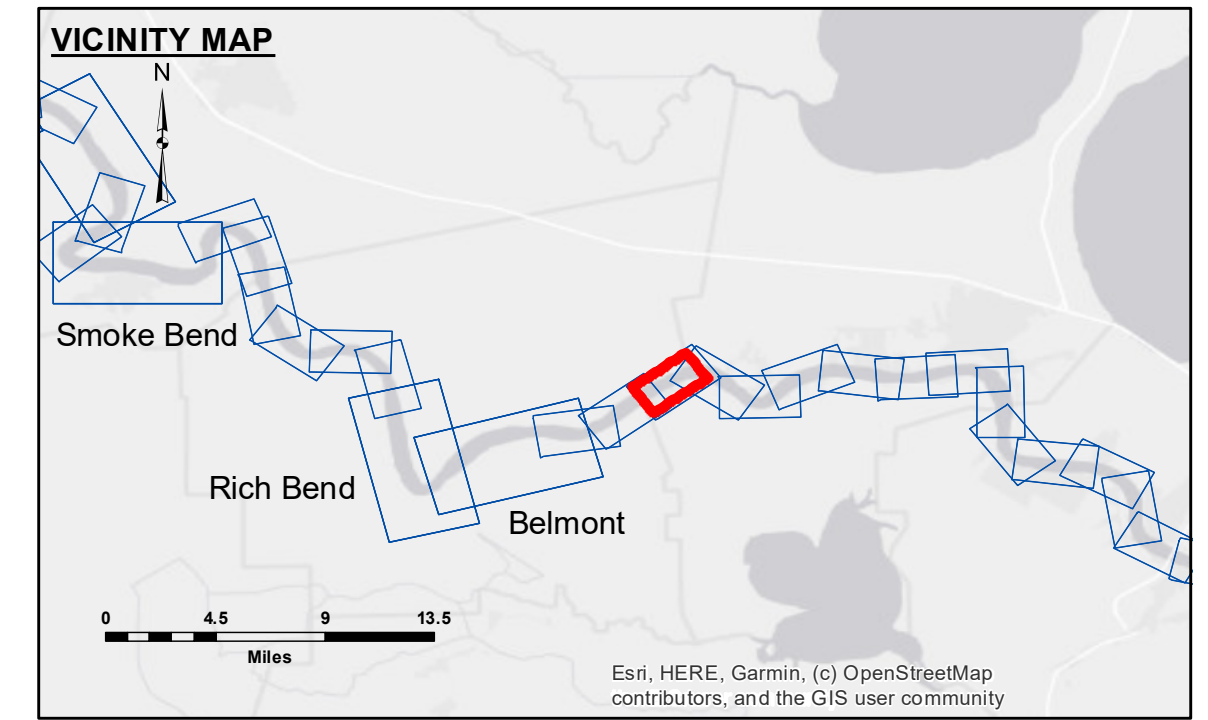 VICINITY MAP
N
Smoke Bend
Rich Bend
Belmont
0 4.5 9 13.5
Miles
Esri, HERE, Garmin, (c) OpenStreetMap
contributors, and the GIS user community